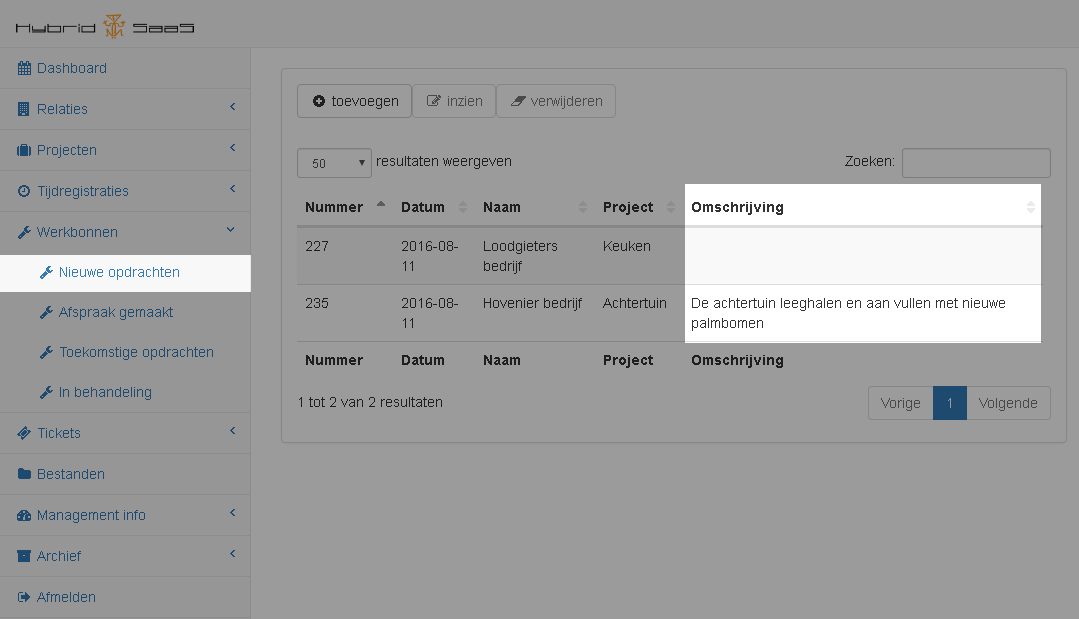 Hybrid SaaS
Dashboard
Relaties
Projecten
Tijdregistraties
Werkbonnen
Nieuwe opdrachten
Afspraak gemaakt
Toekomstige opdrachten
In behandeling
Tickets
Bestanden
Management info
Archief
Afmelden
toevoegen inzien verwijderen
50 resultaten weergeven Zoeken:
Nummer Datum Naam Project Omschrijving
227 2016-08- Loodgieters Keuken
11 bedrijf
235 2016-08- Hovenier bedrijf Achtertuin De achtertuin leeghalen en aan vullen met nieuwe
11 palmbomen
Nummer Datum Naam Project Omschrijving
1 tot 2 van 2 resultaten Vorige 1 Volgende